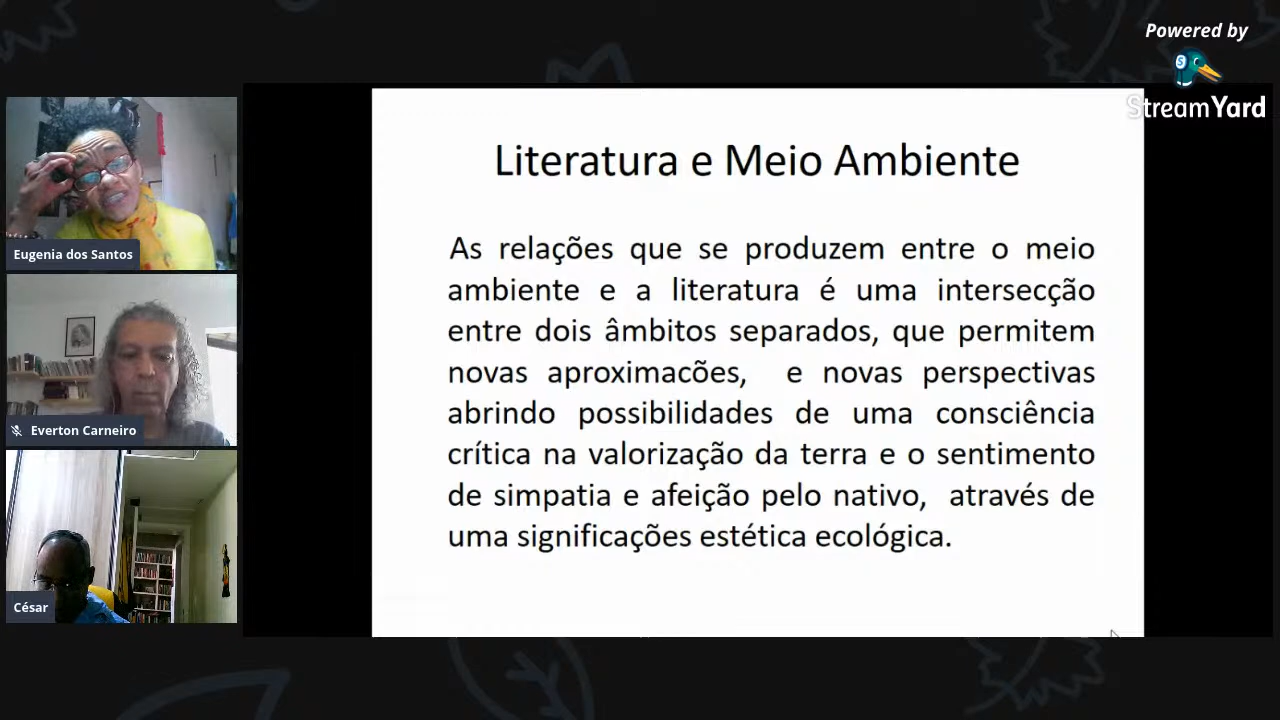 Powered by
StreamYard
Eugenia dos Santos
Everton Carneiro
César
Literatura e Meio Ambiente
As relações que se produzem entre o meio
ambiente e a literatura é uma intersecção
entre dois âmbitos separados, que permitem
novas aproximacões, e novas perspectivas
abrindo possibilidades de uma consciência
crítica na valorização da terra e o sentimento
de simpatia e afeição pelo nativo, através de
uma significações estética ecológica.